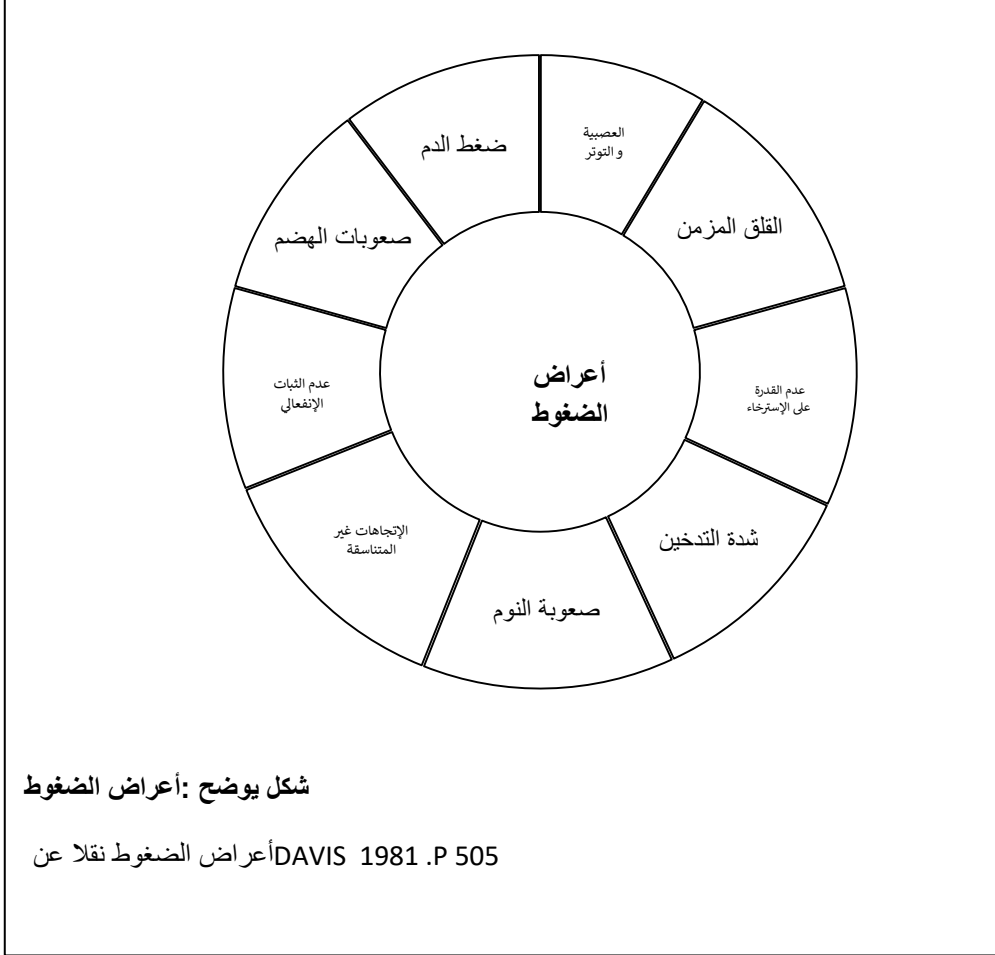 العصبية
و التوتر
القلق المزمن
عدم القدرة
على الإسترخاء
شدة التدخين
صعوبة النوم
الإتجاهات غير
المتناسقة
عدم الثبات
الإنفعالي
صعوبات الهضم
ضغط الدم
أعراض
الضغوط
شكل يوضح :أعراض الضغوط
أعراض الضغوط نقلا عن DAVIS 1981 .P 505